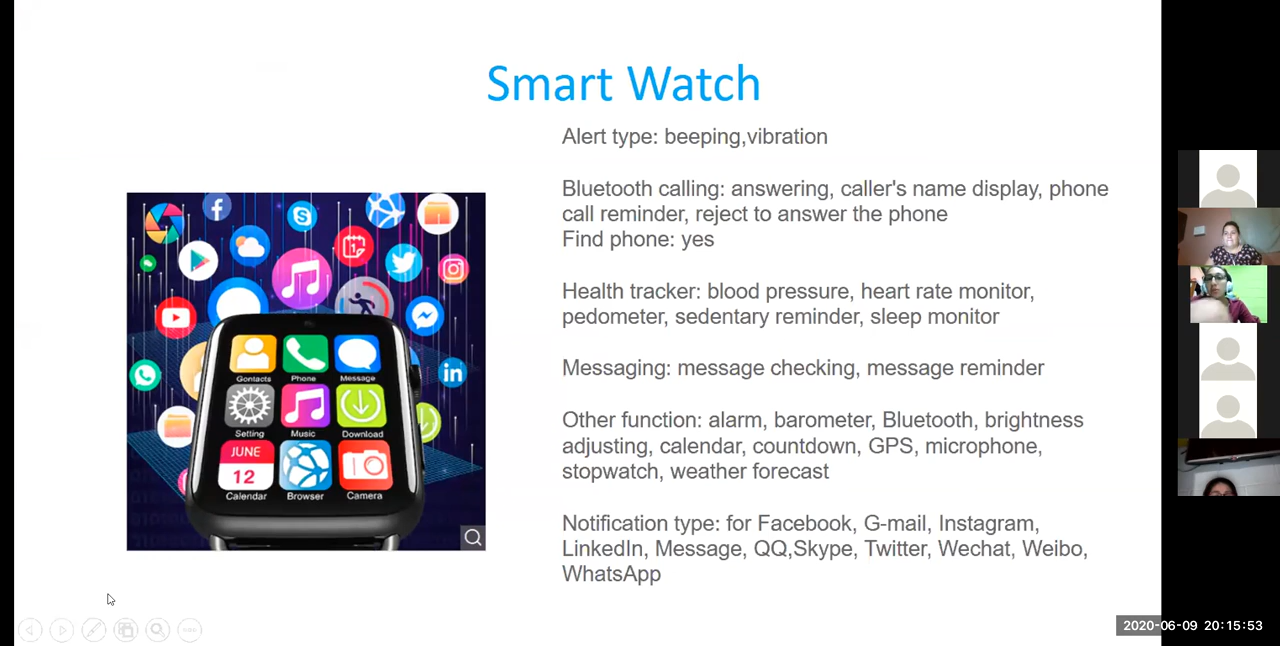 Smart Watch
Alert type: beeping,vibration
Bluetooth calling: answering, caller's name display, phone
call reminder, reject to answer the phone
Find phone: yes
Health tracker: blood pressure, heart rate monitor,
pedometer, sedentary reminder, sleep monitor
Messaging: message checking, message reminder
Other function: alarm, barometer, Bluetooth, brightness
adjusting, calendar, countdown, GPS, microphone,
stopwatch, weather forecast
Notification type: for Facebook, G-mail, Instagram,
LinkedIn, Message, QQ,Skype, Twitter, Wechat, Weibo,
WhatsApp
in
Gontacts Phone Message
Setting Music Download
JUNE
12
Calendar Browser Camera
2020-06-09 20:15:53